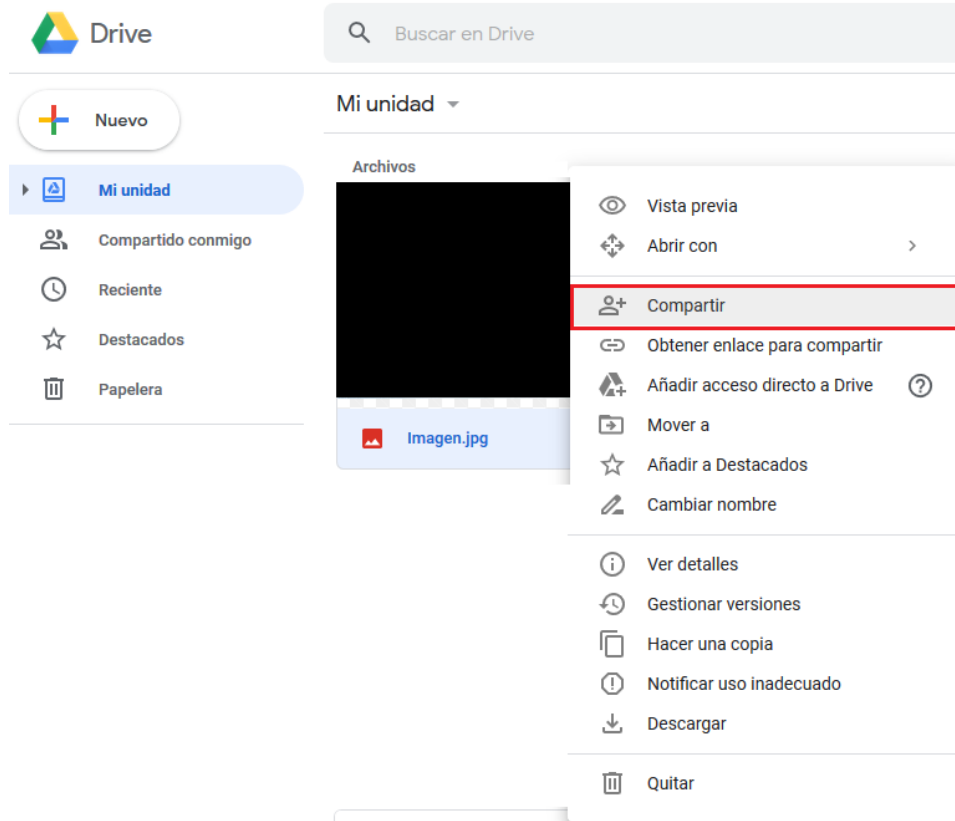 Drive
Buscar en Drive
Nuevo
Mi unidad
Compartido conmigo
Reciente
Destacados
Papelera
Mi unidad
Archivos
Imagen.jpg
Vista previa
Abrir con
Compartir
Obtener enlace para compartir
Añadir acceso directo a Drive
Mover a
Añadir a Destacados
Cambiar nombre
Ver detalles
Gestionar versiones
Hacer una copia
Notificar uso inadecuado
Descargar
Quitar